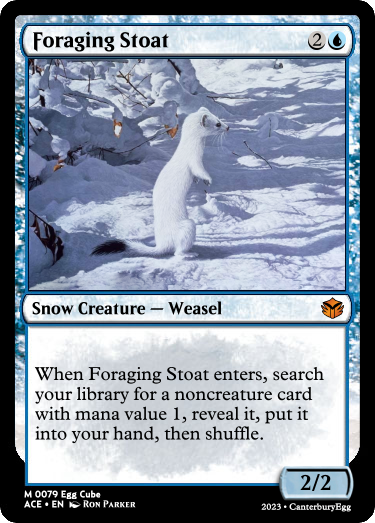 Foraging Stoat 2
Snow Creature — Weasel
When Foraging Stoat enters, search
your library for a noncreature card
with mana value 1, reveal it, put it
into your hand, then shuffle.
2/2
M 0079 Egg Cube
ACE • EN Ron Parker
2023 • CanterburyEgg